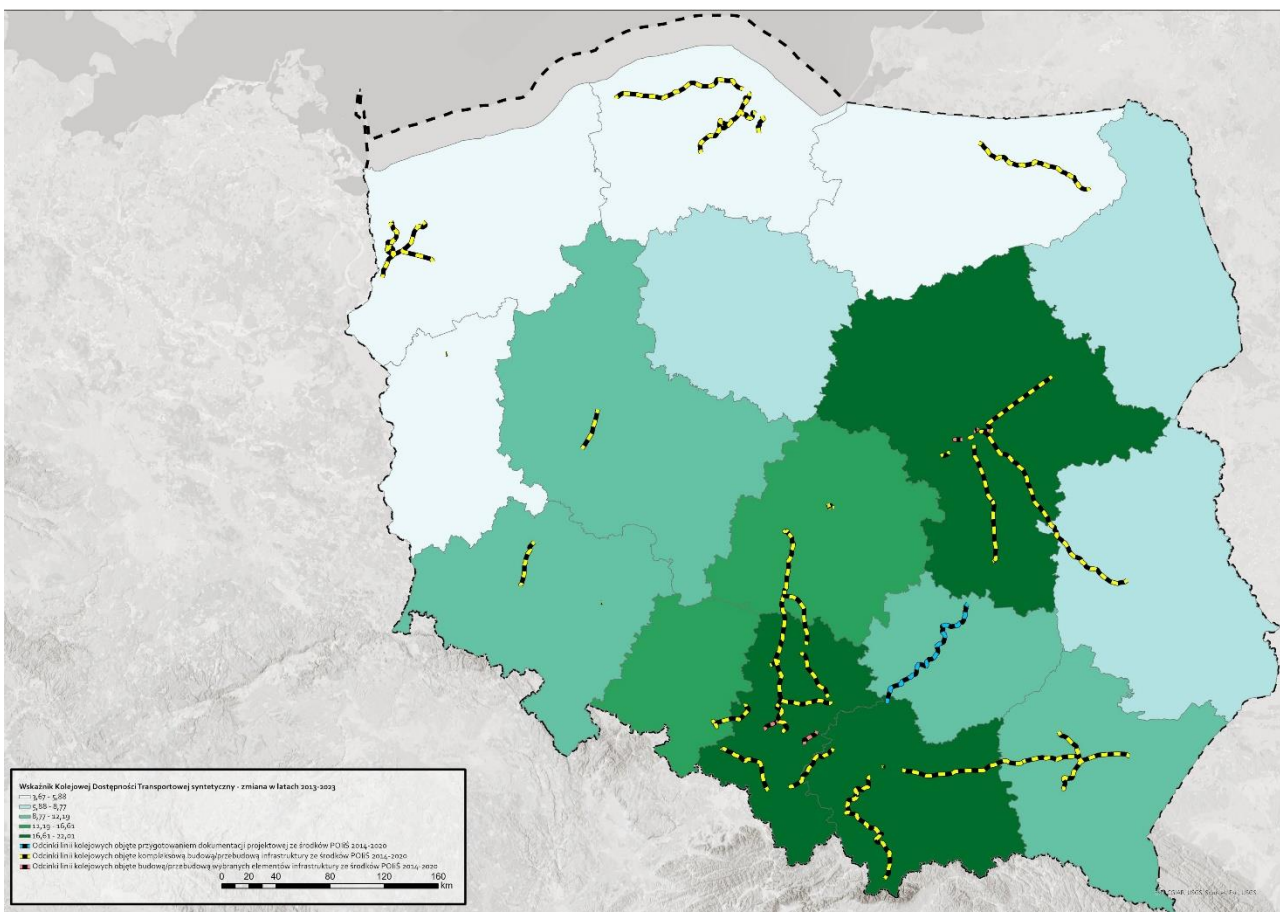 Wskaźnik Kolejowej Dostępności Transportowej syntetyczny - zmiana w latach 2013-2023
3,67 - 5,88
5,88 - 8,77
8,77 - 12,19
12,19 - 16,61
16,61 - 22,01
Odcinki linii kolejowych objęte przygotowaniem dokumentacji projektowej ze środków POIiŚ 2014-2020
Odcinki linii kolejowych objęte kompleksową budową/przebudową infrastruktury ze środków POIiŚ 2014-2020
Odcinki linii kolejowych objęte budową/przebudową wybranych elementów infrastruktury ze środków POIiŚ 2014-2020
0 20 40 80 120 160
km
USGS